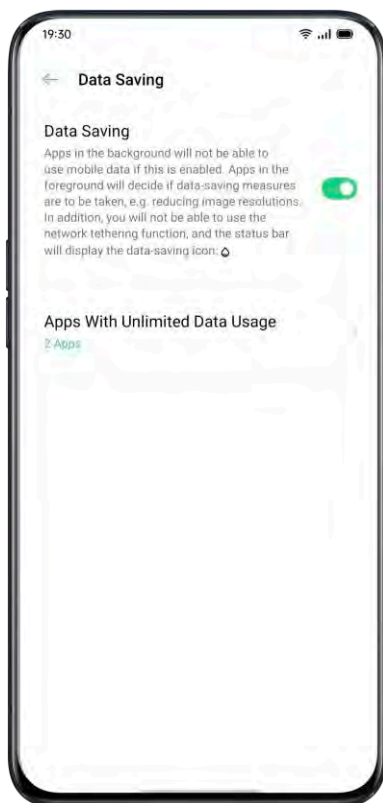 19:30
Data Saving
Data Saving
Apps in the background will not be able to
use mobile data if this is enabled. Apps in the
foreground will decide if data-saving measures
are to be taken, e.g. reducing image resolutions.
In addition, you will not be able to use the
network tethering function, and the status bar
will display the data-saving icon:
Apps With Unlimited Data Usage
2 Apps